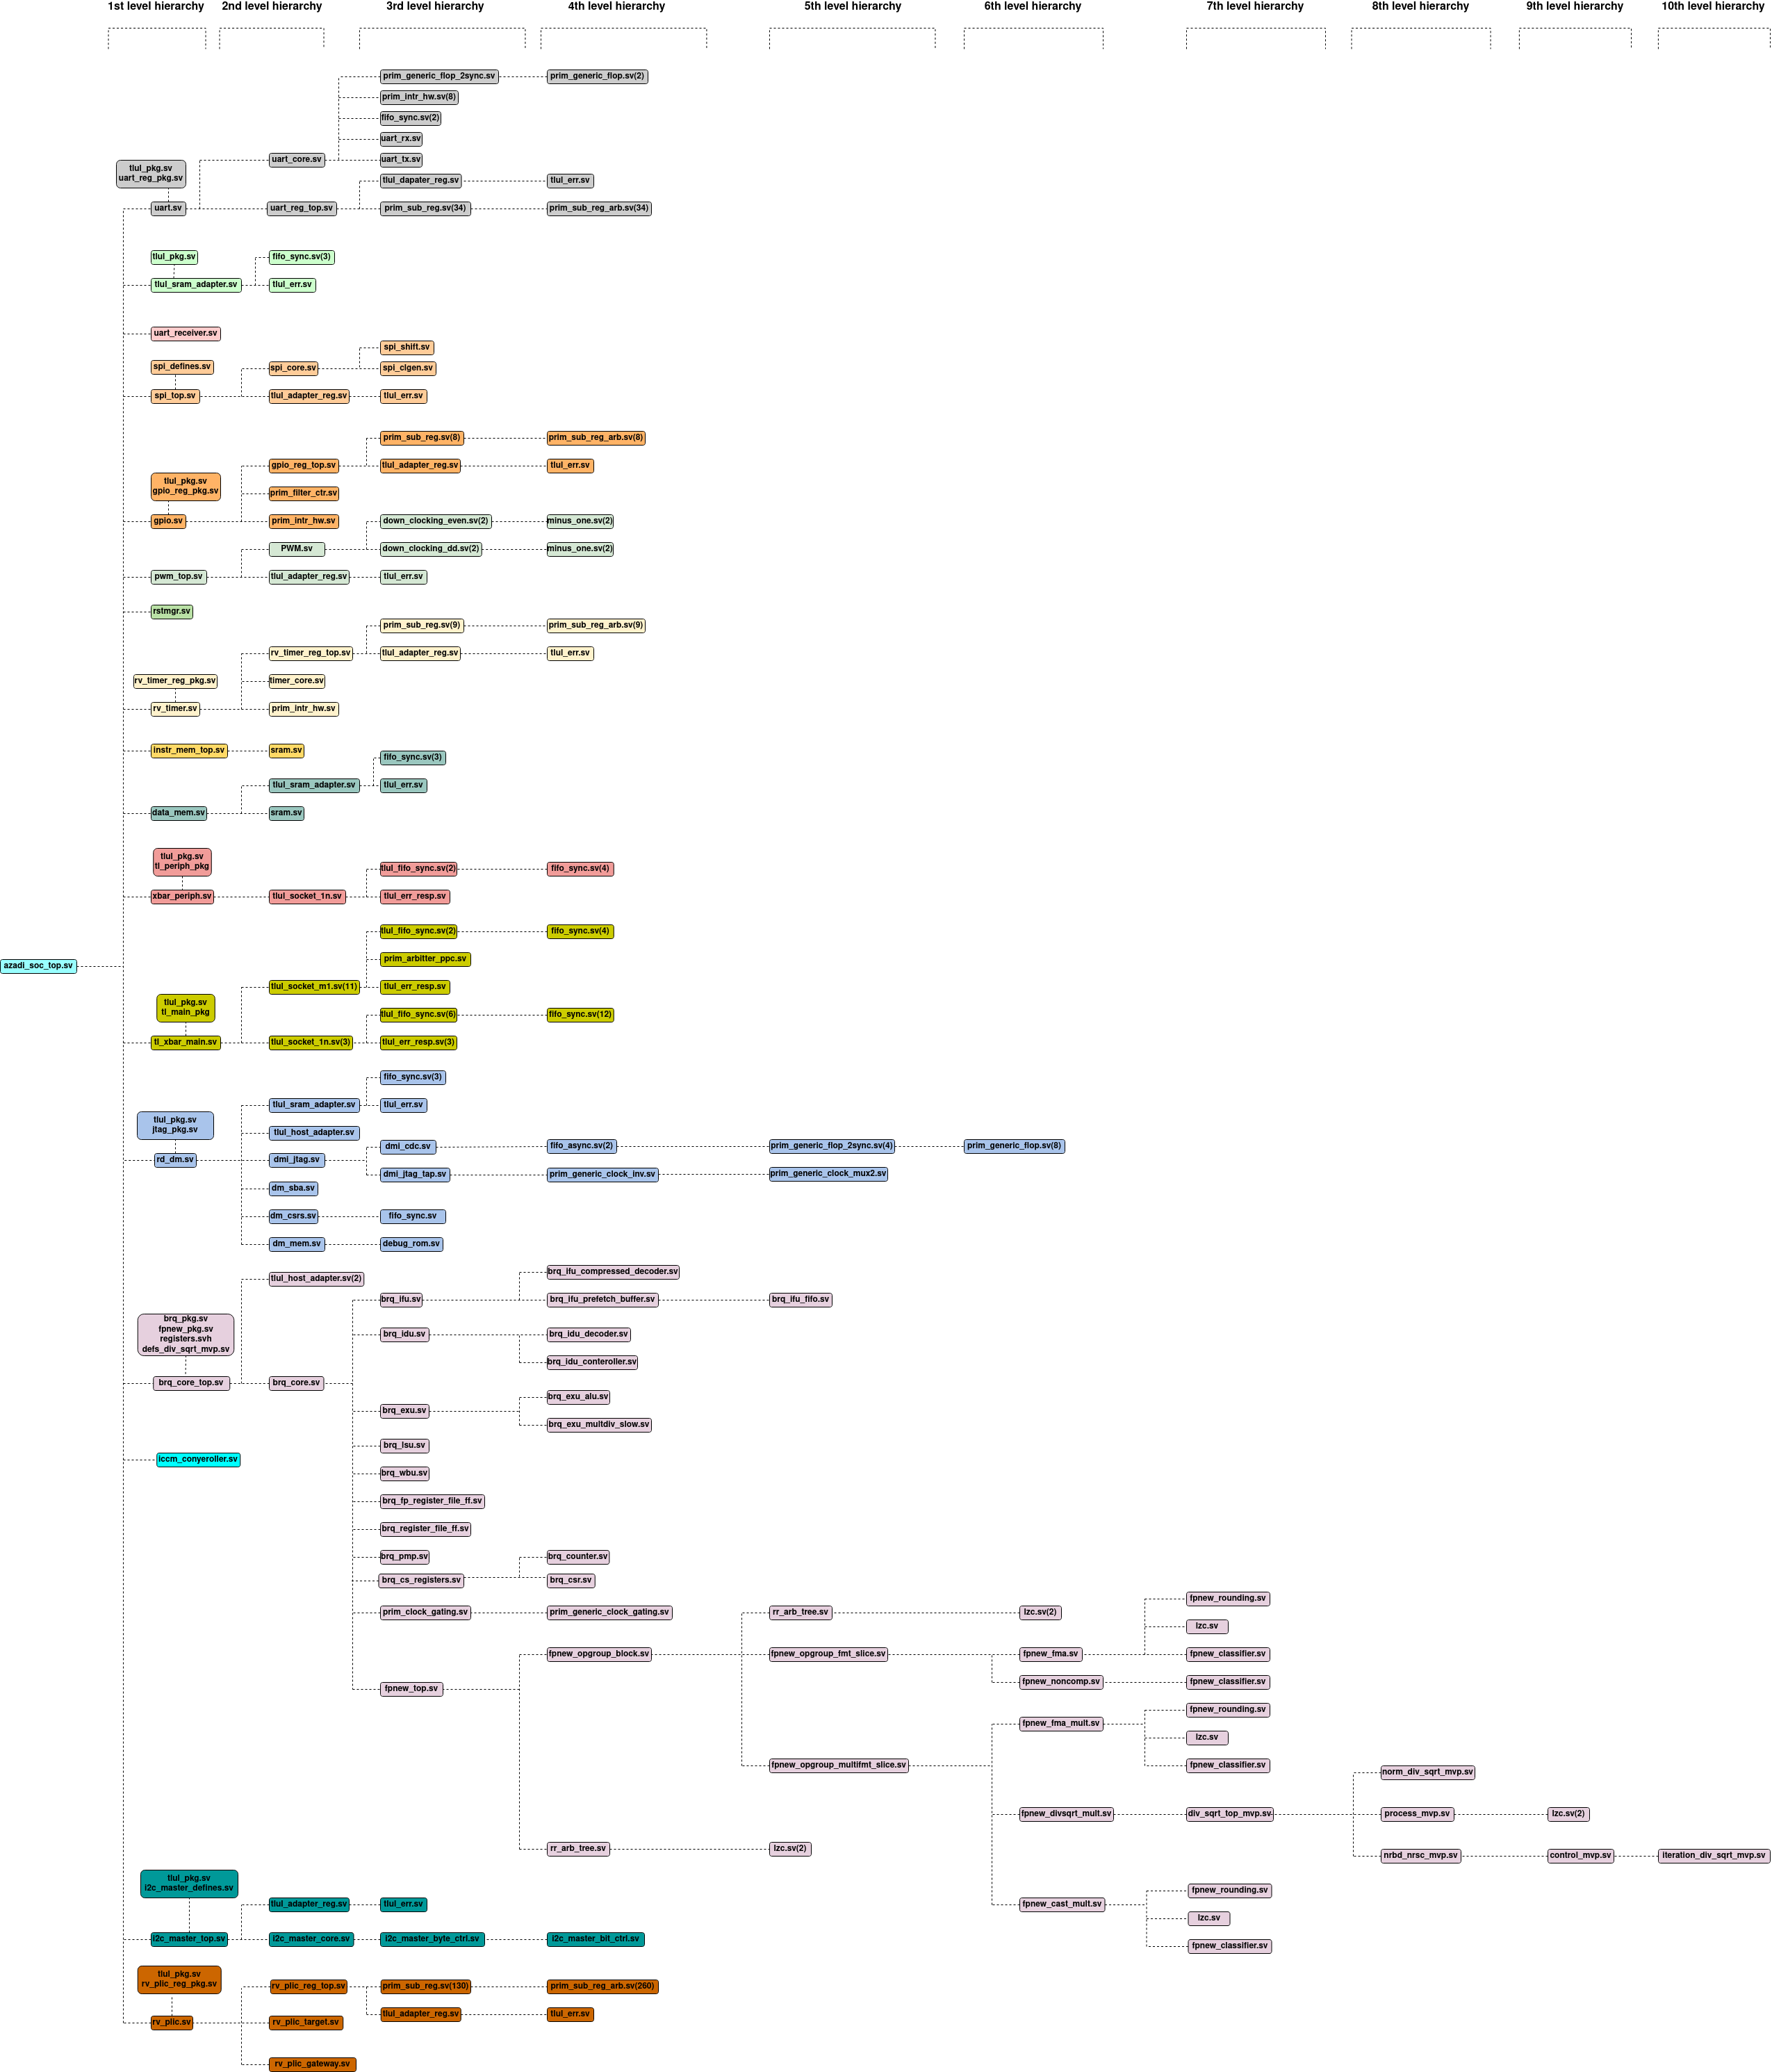 1st level hierarchy
2nd level hierarchy
3rd level hierarchy
4th level hierarchy
5th level hierarchy
6th level hierarchy
7th level hierarchy
8th level hierarchy
9th level hierarchy
10th level hierarchy
prim_generic_flop_2sync.sv
prim_generic_flop.sv(2)
prim_intr_hw.sv(8)
fifo_sync.sv(2)
uart_rx.sv
uart_core.sv
uart_tx.sv
tlul_pkg.sv
uart_reg_pkg.sv
tlul_dapater_reg.sv
tlul_err.sv
uart.sv
uart_reg_top.sv
prim_sub_reg.sv(34)
prim_sub_reg_arb.sv(34)
tlul_pkg.sv
fifo_sync.sv(3)
tlul_sram_adapter.sv
tlul_err.sv
uart_receiver.sv
spi_shift.sv
spi_defines.sv
spi_core.sv
spi_clgen.sv
spi_top.sv
tlul_adapter_reg.sv
tlul_err.sv
prim_sub_reg.sv(8)
prim_sub_reg_arb.sv(8)
gpio_reg_top.sv
tlul_adapter_reg.sv
tlul_err.sv
tlul_pkg.sv
gpio_reg_pkg.sv
prim_filter_ctr.sv
gpio.sv
prim_intr_hw.sv
down_clocking_even.sv(2)
minus_one.sv(2)
PWM.sv
down_clocking_dd.sv(2)
minus_one.sv(2)
pwm_top.sv
tlul_adapter_reg.sv
tlul_err.sv
rstmgr.sv
prim_sub_reg.sv(9)
prim_sub_reg_arb.sv(9)
rv_timer_reg_top.sv
tlul_adapter_reg.sv
tlul_err.sv
rv_timer_reg_pkg.sv
timer_core.sv
rv_timer.sv
prim_intr_hw.sv
instr_mem_top.sv
sram.sv
fifo_sync.sv(3)
tlul_sram_adapter.sv
tlul_err.sv
data_mem.sv
sram.sv
tlul_pkg.sv
tl_periph_pkg
tlul_fifo_sync.sv(2)
fifo_sync.sv(4)
xbar_periph.sv
tlul_socket_1n.sv
tlul_err_resp.sv
tlul_fifo_sync.sv(2)
fifo_sync.sv(4)
prim_arbitter_ppc.sv
azadi_soc_top.sv
tlul_socket_m1.sv(11)
tlul_err_resp.sv
tlul_pkg.sv
tl_main_pkg
tlul_fifo_sync.sv(6)
fifo_sync.sv(12)
tl_xbar_main.sv
tlul_socket_1n.sv(3)
tlul_err_resp.sv(3)
fifo_sync.sv(3)
tlul_sram_adapter.sv
tlul_err.sv
tlul_pkg.sv
jtag_pkg.sv
tlul_host_adapter.sv
dmi_cdc.sv
fifo_async.sv(2)
prim_generic_flop_2sync.sv(4)
prim_generic_flop.sv(8)
rd_dm.sv
dmi_jtag.sv
dmi_jtag_tap.sv
prim_generic_clock_inv.sv
prim_generic_clock_mux2.sv
dm_sba.sv
dm_csrs.sv
fifo_sync.sv
dm_mem.sv
debug_rom.sv
tlul_host_adapter.sv(2)
brq_ifu_compressed_decoder.sv
brq_ifu.sv
brq_ifu_prefetch_buffer.sv
brq_ifu_fifo.sv
brq_pkg.sv
fpnew_pkg.sv
registers.svh
defs_div_sqrt_mvp.sv
brq_idu.sv
brq_idu_decoder.sv
brq_idu_conteroller.sv
brq_core_top.sv
brq_core.sv
brq_exu_alu.sv
brq_exu.sv
brq_exu_multdiv_slow.sv
brq_lsu.sv
iccm_conyeroller.sv
brq_wbu.sv
brq_fp_register_file_ff.sv
brq_register_file_ff.sv
brq_pmp.sv
brq_counter.sv
brq_cs_registers.sv
brq_csr.sv
fpnew_rounding.sv
prim_clock_gating.sv
prim_generic_clock_gating.sv
rr_arb_tree.sv
lzc.sv(2)
lzc.sv
fpnew_opgroup_block.sv
fpnew_opgroup_fmt_slice.sv
fpnew_fma.sv
fpnew_classifier.sv
fpnew_top.sv
fpnew_noncomp.sv
fpnew_classifier.sv
fpnew_rounding.sv
fpnew_fma_mult.sv
lzc.sv
fpnew_opgroup_multifmt_slice.sv
fpnew_classifier.sv
norm_div_sqrt_mvp.sv
fpnew_divsqrt_mult.sv
div_sqrt_top_mvp.sv
process_mvp.sv
lzc.sv(2)
rr_arb_tree.sv
lzc.sv(2)
nrbd_nrsc_mvp.sv
control_mvp.sv
iteration_div_sqrt_mvp.sv
tlul_pkg.sv
i2c_master_defines.sv
fpnew_rounding.sv
tlul_adapter_reg.sv
tlul_err.sv
fpnew_cast_mult.sv
lzc.sv
i2c_master_top.sv
i2c_master_core.sv
i2c_master_byte_ctrl.sv
i2c_master_bit_ctrl.sv
fpnew_classifier.sv
tlul_pkg.sv
rv_plic_reg_pkg.sv
rv_plic_reg_top.sv
prim_sub_reg.sv(130)
prim_sub_reg_arb.sv(260)
tlul_adapter_reg.sv
tlul_err.sv
rv_plic.sv
rv_plic_target.sv
rv_plic_gateway.sv